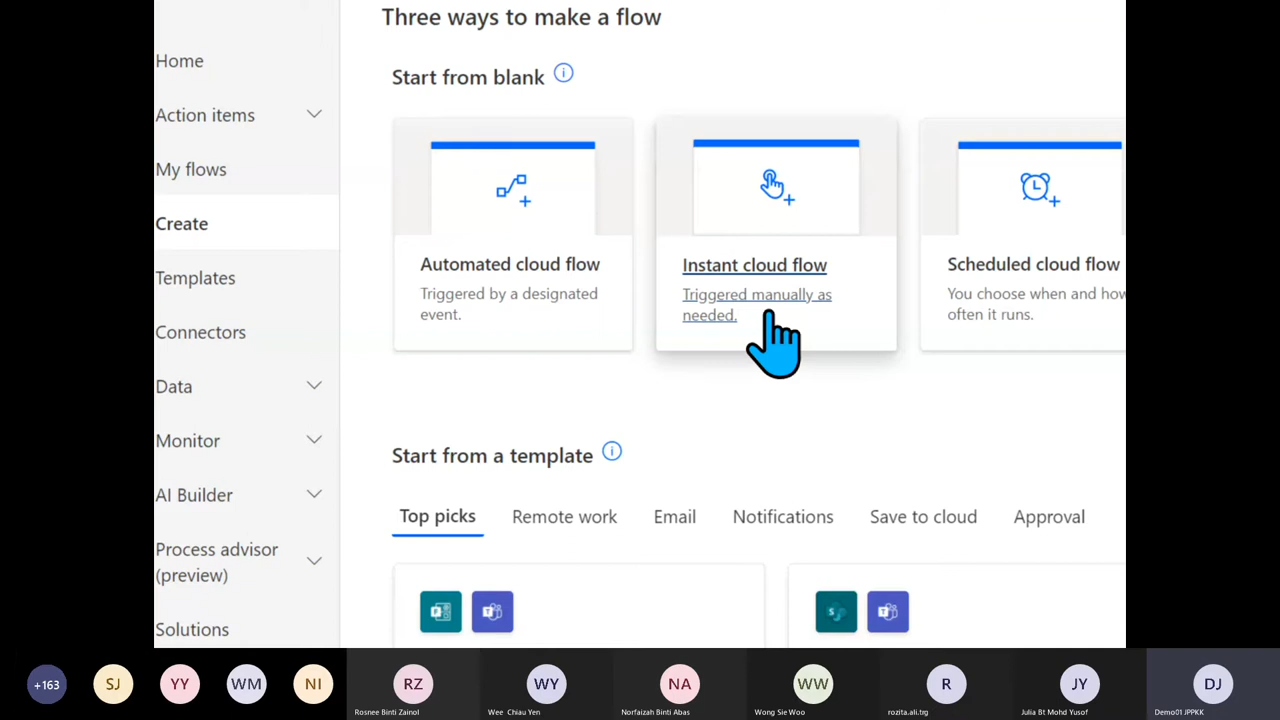 Three ways to make a flow
Home
Action items
My flows
Create
Templates
Connectors
Data
Monitor
AI Builder
Process advisor
(preview)
Solutions
Start from blank
Automated cloud flow
Triggered by a designated
event.
Instant cloud flow
Triggered manually as
needed.
Scheduled cloud flow
You choose when and how
often it runs.
Start from a template
Top picks
Remote work
Email
Notifications
Save to cloud
Approval
+163
SJ
YY
WM
NI
RZ
Rosnee Binti Zainol
WY
Wee Chiau Yen
NA
Norfaizah Binti Abas
WW
Wong Sie Woo
R
rozita.ali.trg
JY
Julia Bt Mohd Yusof
DJ
Demo01 JPPKK